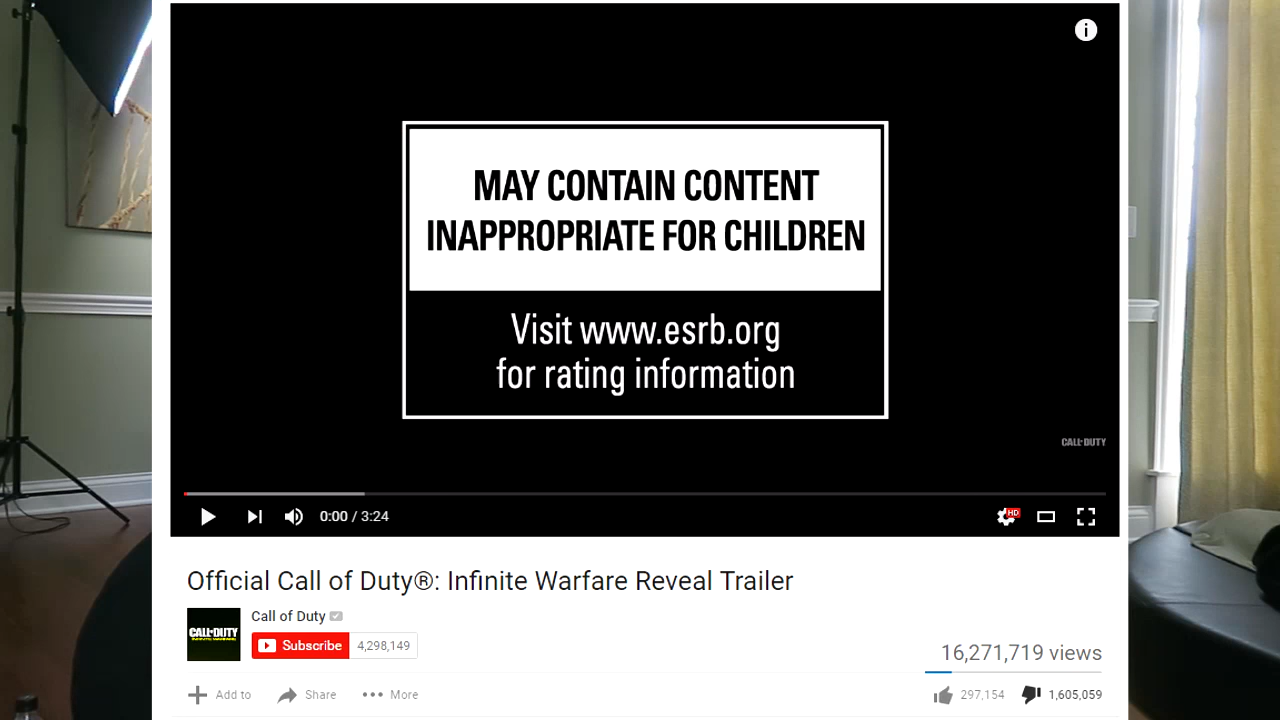 MAY CONTAIN CONTENT
INAPPROPRIATE FOR CHILDREN
Visit www.esrb.org
for rating information
CALL OF DUTY
HD
0:00 / 3:24
Official Call of Duty®: Infinite Warfare Reveal Trailer
CALL OF DUTY
Call of Duty
Subscribe 4,298,149
16,271,719 views
Add to Share More
297,154 1,605,059